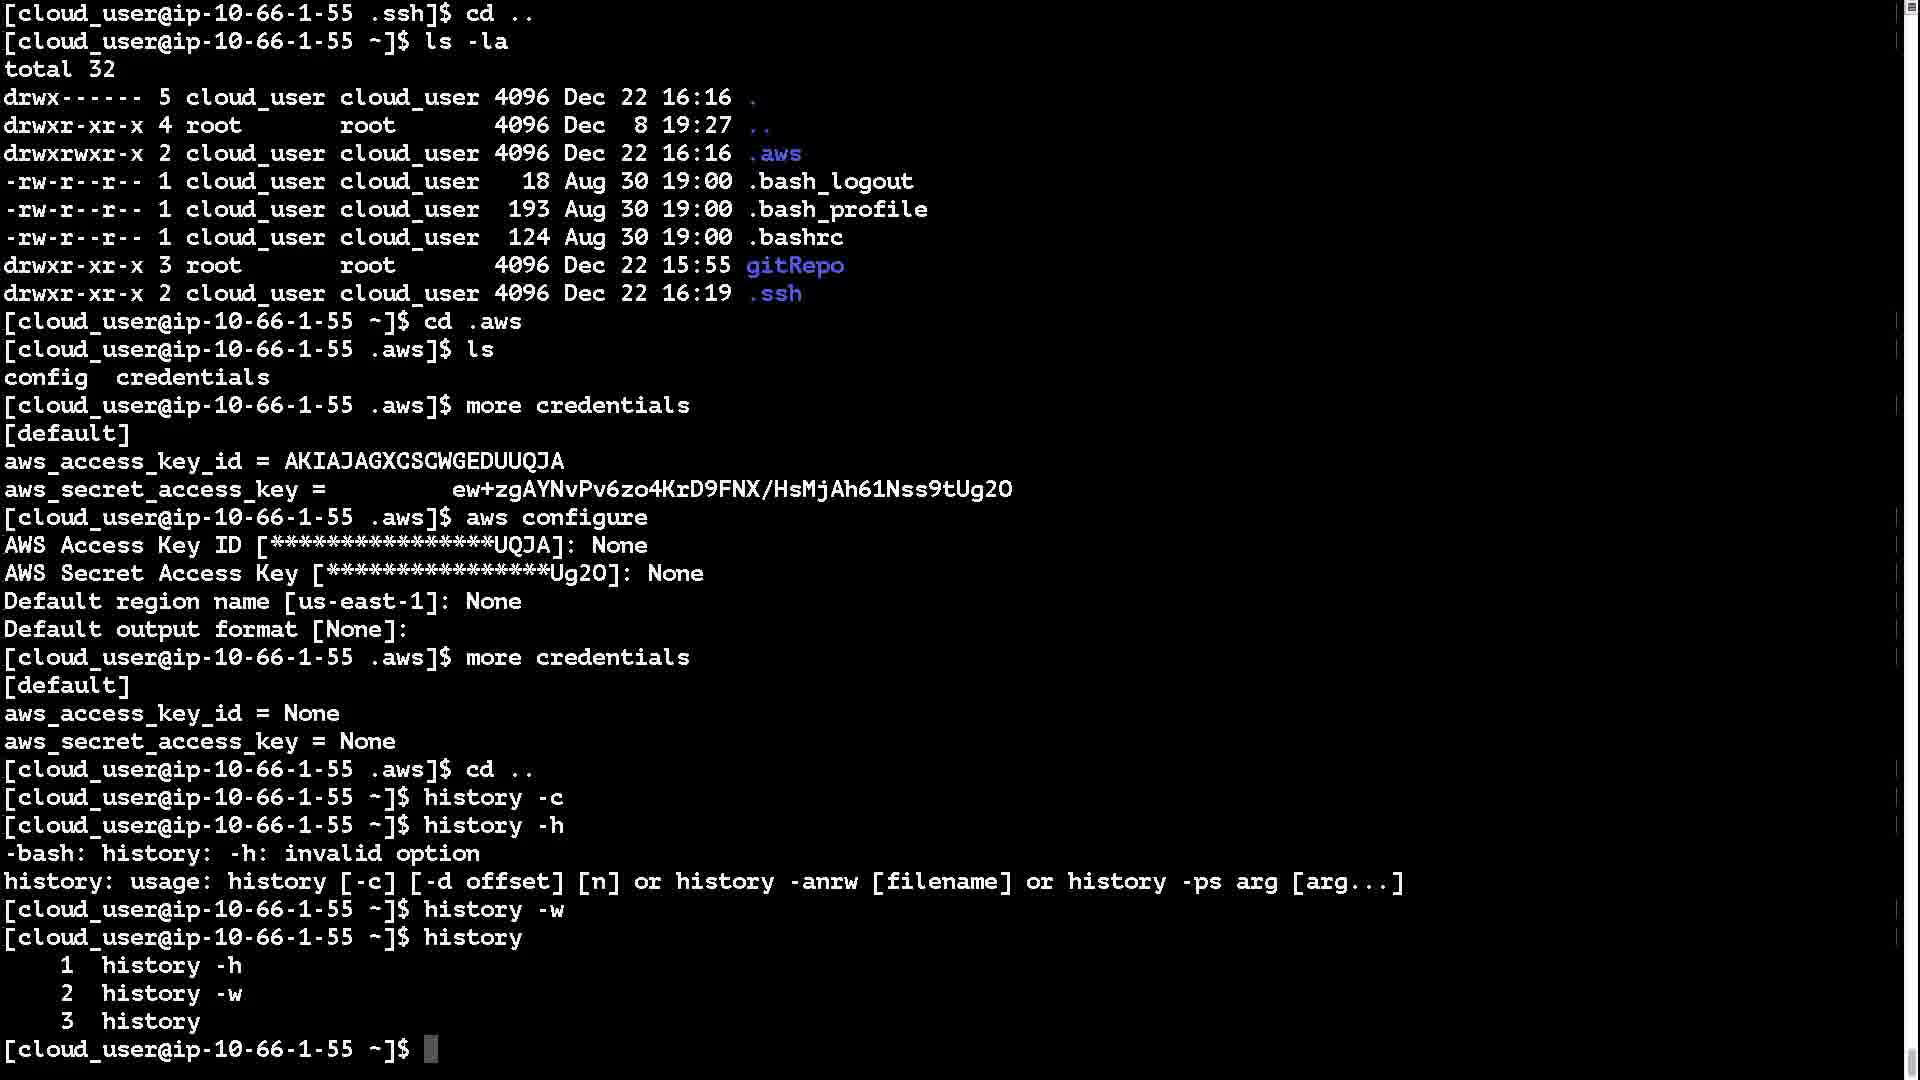 [cloud_user@ip-10-66-1-55 .ssh]$ cd ..
[cloud_user@ip-10-66-1-55 ~]$ ls -la
total 32
drwx------ 5 cloud_user cloud_user 4096 Dec 22 16:16 .
drwxr-xr-x 4 root       root       4096 Dec  8 19:27 ..
drwxrwxr-x 2 cloud_user cloud_user 4096 Dec 22 16:16 .aws
-rw-r--r-- 1 cloud_user cloud_user   18 Aug 30 19:00 .bash_logout
-rw-r--r-- 1 cloud_user cloud_user  193 Aug 30 19:00 .bash_profile
-rw-r--r-- 1 cloud_user cloud_user  124 Aug 30 19:00 .bashrc
drwxr-xr-x 3 root       root       4096 Dec 22 15:55 gitRepo
drwxr-xr-x 2 cloud_user cloud_user 4096 Dec 22 16:19 .ssh
[cloud_user@ip-10-66-1-55 ~]$ cd .aws
[cloud_user@ip-10-66-1-55 .aws]$ ls
config  credentials
[cloud_user@ip-10-66-1-55 .aws]$ more credentials
[default]
aws_access_key_id = AKIAJAGXCSCWGEDUUQJA
aws_secret_access_key =         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
[cloud_user@ip-10-66-1-55 .aws]$ aws configure
AWS Access Key ID [****************UQJA]: None
AWS Secret Access Key [****************Ug2O]: None
Default region name [us-east-1]: None
Default output format [None]:
[cloud_user@ip-10-66-1-55 .aws]$ more credentials
[default]
aws_access_key_id = None
aws_secret_access_key = None
[cloud_user@ip-10-66-1-55 .aws]$ cd ..
[cloud_user@ip-10-66-1-55 ~]$ history -c
[cloud_user@ip-10-66-1-55 ~]$ history -h
-bash: history: -h: invalid option
history: usage: history [-c] [-d offset] [n] or history -anrw [filename] or history -ps arg [arg...]
[cloud_user@ip-10-66-1-55 ~]$ history -w
[cloud_user@ip-10-66-1-55 ~]$ history
    1  history -h
    2  history -w
    3  history
[cloud_user@ip-10-66-1-55 ~]$